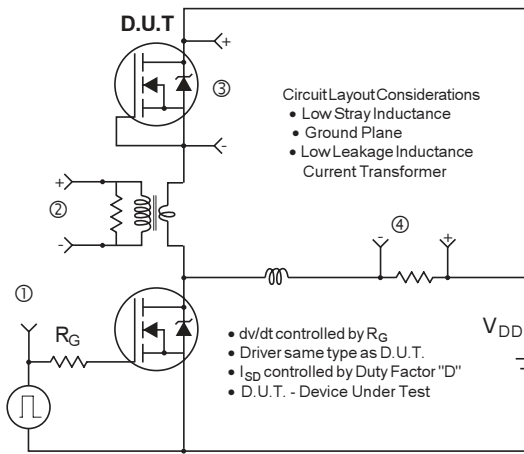 D.U.T
+
③
-
Circuit Layout Considerations
• Low Stray Inductance
• Ground Plane
• Low Leakage Inductance
Current Transformer
+
②
-
④
-
+
①
RG
VDD
• dv/dt controlled by RG
• Driver same type as D.U.T.
• ISD controlled by Duty Factor "D"
• D.U.T. - Device Under Test